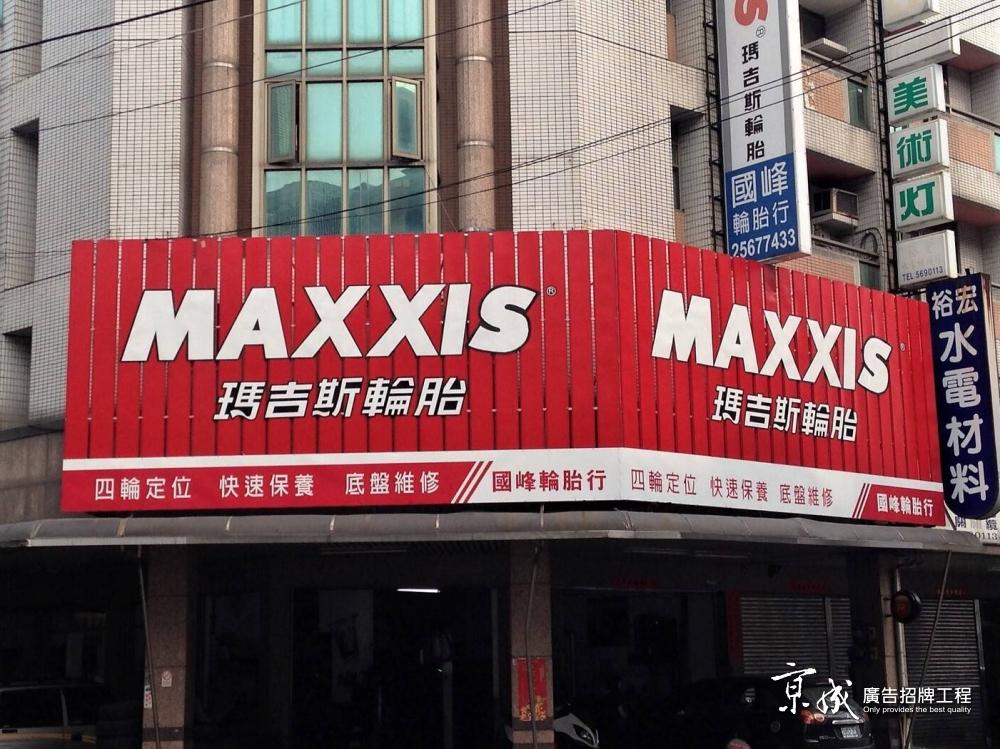 S®
瑪吉斯輪胎
國峰
輪胎行
25677433
美術灯
TEL 5690113
裕宏
水電材料
MAXXIS®
瑪吉斯輪胎
四輪定位 快速保養 底盤維修 國峰輪胎行
MAXXIS®
瑪吉斯輪胎
四輪定位 快速保養 底盤維修 國峰輪胎行
0113
京成 廣告招牌工程
Only provides the best quality